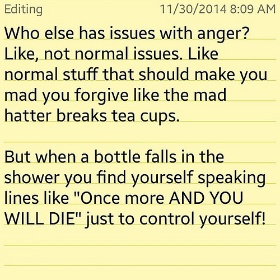 Editing 11/30/2014 8:09 AM
Who else has issues with anger?
Like, not normal issues. Like
normal stuff that should make you
mad you forgive like the mad
hatter breaks tea cups.

But when a bottle falls in the
shower you find yourself speaking
lines like "Once more AND YOU
WILL DIE" just to control yourself!